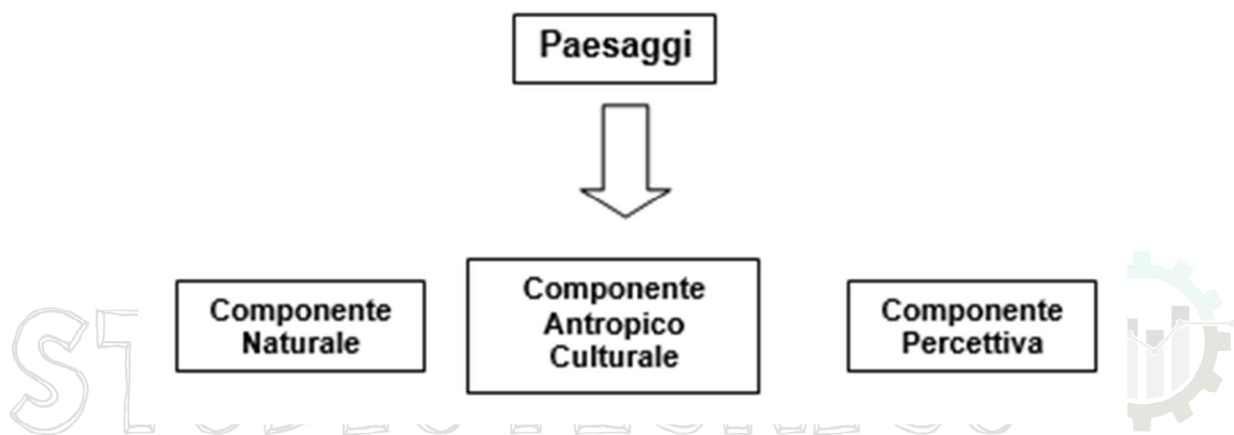 Paesaggi
Componente
Naturale
Componente
Antropico
Culturale
Componente
Percettiva